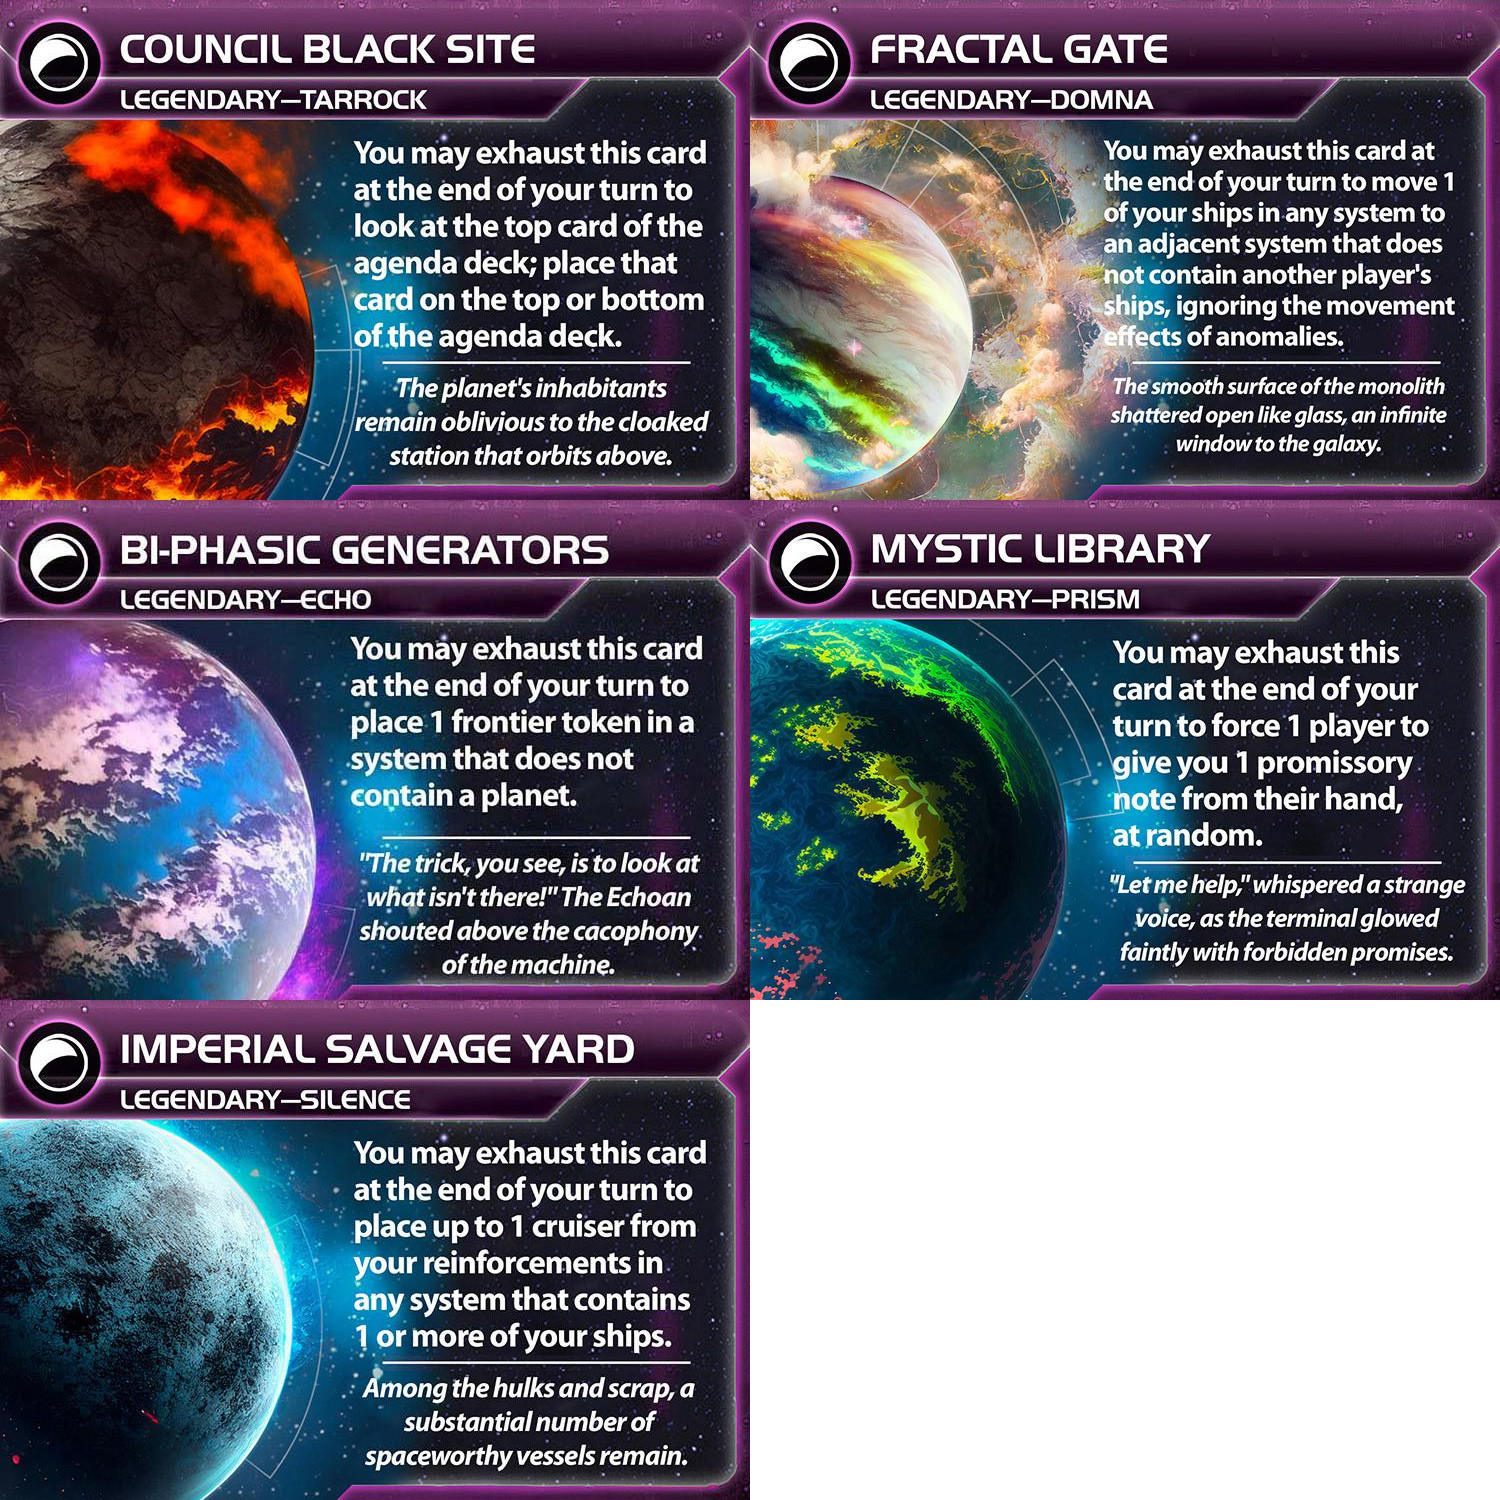 COUNCIL BLACK SITE
LEGENDARY—TARROCK
You may exhaust this card
at the end of your turn to
look at the top card of the
agenda deck; place that
card on the top or bottom
of the agenda deck.
The planet's inhabitants
remain oblivious to the cloaked
station that orbits above.
FRACTAL GATE
LEGENDARY—DOMNA
You may exhaust this card at
the end of your turn to move 1
of your ships in any system to
an adjacent system that does
not contain another player's
ships, ignoring the movement
effects of anomalies.
The smooth surface of the monolith
shattered open like glass, an infinite
window to the galaxy.
BI-PHASIC GENERATORS
LEGENDARY—ECHO
You may exhaust this card
at the end of your turn to
place 1 frontier token in a
system that does not
contain a planet.
"The trick, you see, is to look at
what isn't there!" The Echoan
shouted above the cacophony
of the machine.
MYSTIC LIBRARY
LEGENDARY—PRISM
You may exhaust this
card at the end of your
turn to force 1 player to
give you 1 promissory
note from their hand,
at random.
"Let me help," whispered a strange
voice, as the terminal glowed
faintly with forbidden promises.
IMPERIAL SALVAGE YARD
LEGENDARY—SILENCE
You may exhaust this card
at the end of your turn to
place up to 1 cruiser from
your reinforcements in
any system that contains
1 or more of your ships.
Among the hulks and scrap, a
substantial number of
spaceworthy vessels remain.